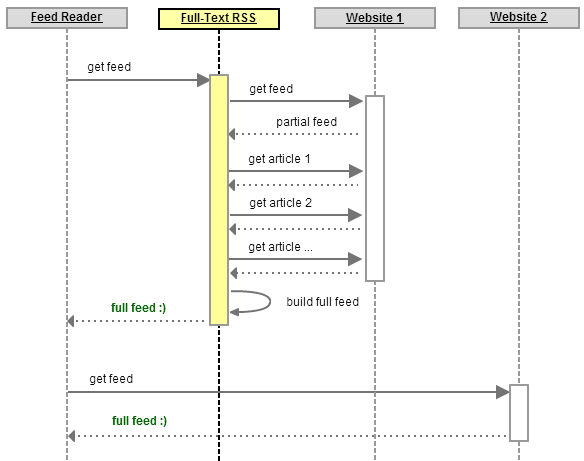 Feed Reader
Full-Text RSS
Website 1
Website 2
get feed
get feed
partial feed
get article 1
get article 2
get article ...
build full feed
full feed :)
get feed
full feed :)